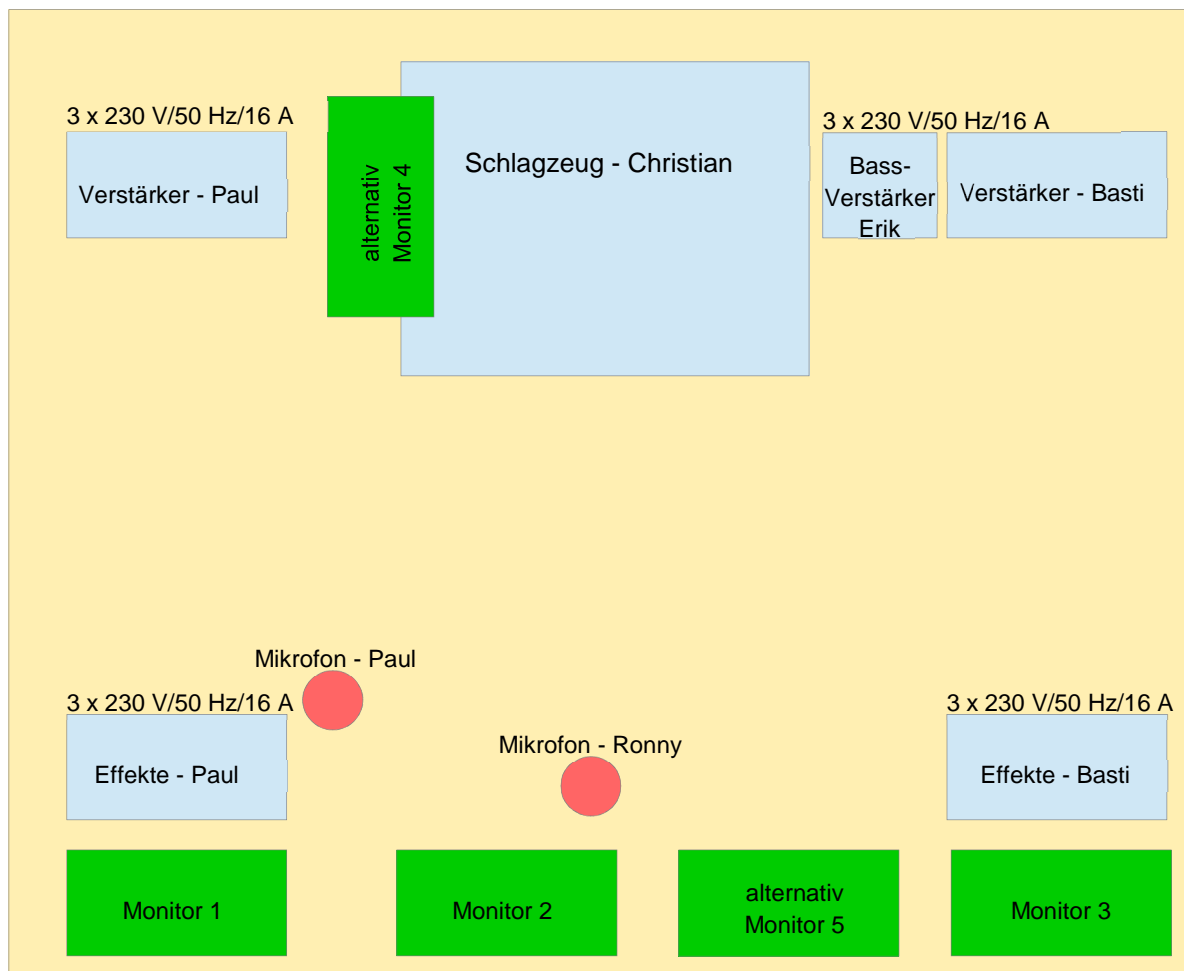 3 x 230 V/50 Hz/16 A
Verstärker - Paul
alternativ
Monitor 4
Schlagzeug - Christian
3 x 230 V/50 Hz/16 A
Bass-
Verstärker
Erik
Verstärker - Basti
Mikrofon - Paul
3 x 230 V/50 Hz/16 A
Effekte - Paul
Mikrofon - Ronny
3 x 230 V/50 Hz/16 A
Effekte - Basti
Monitor 1
Monitor 2
alternativ
Monitor 5
Monitor 3